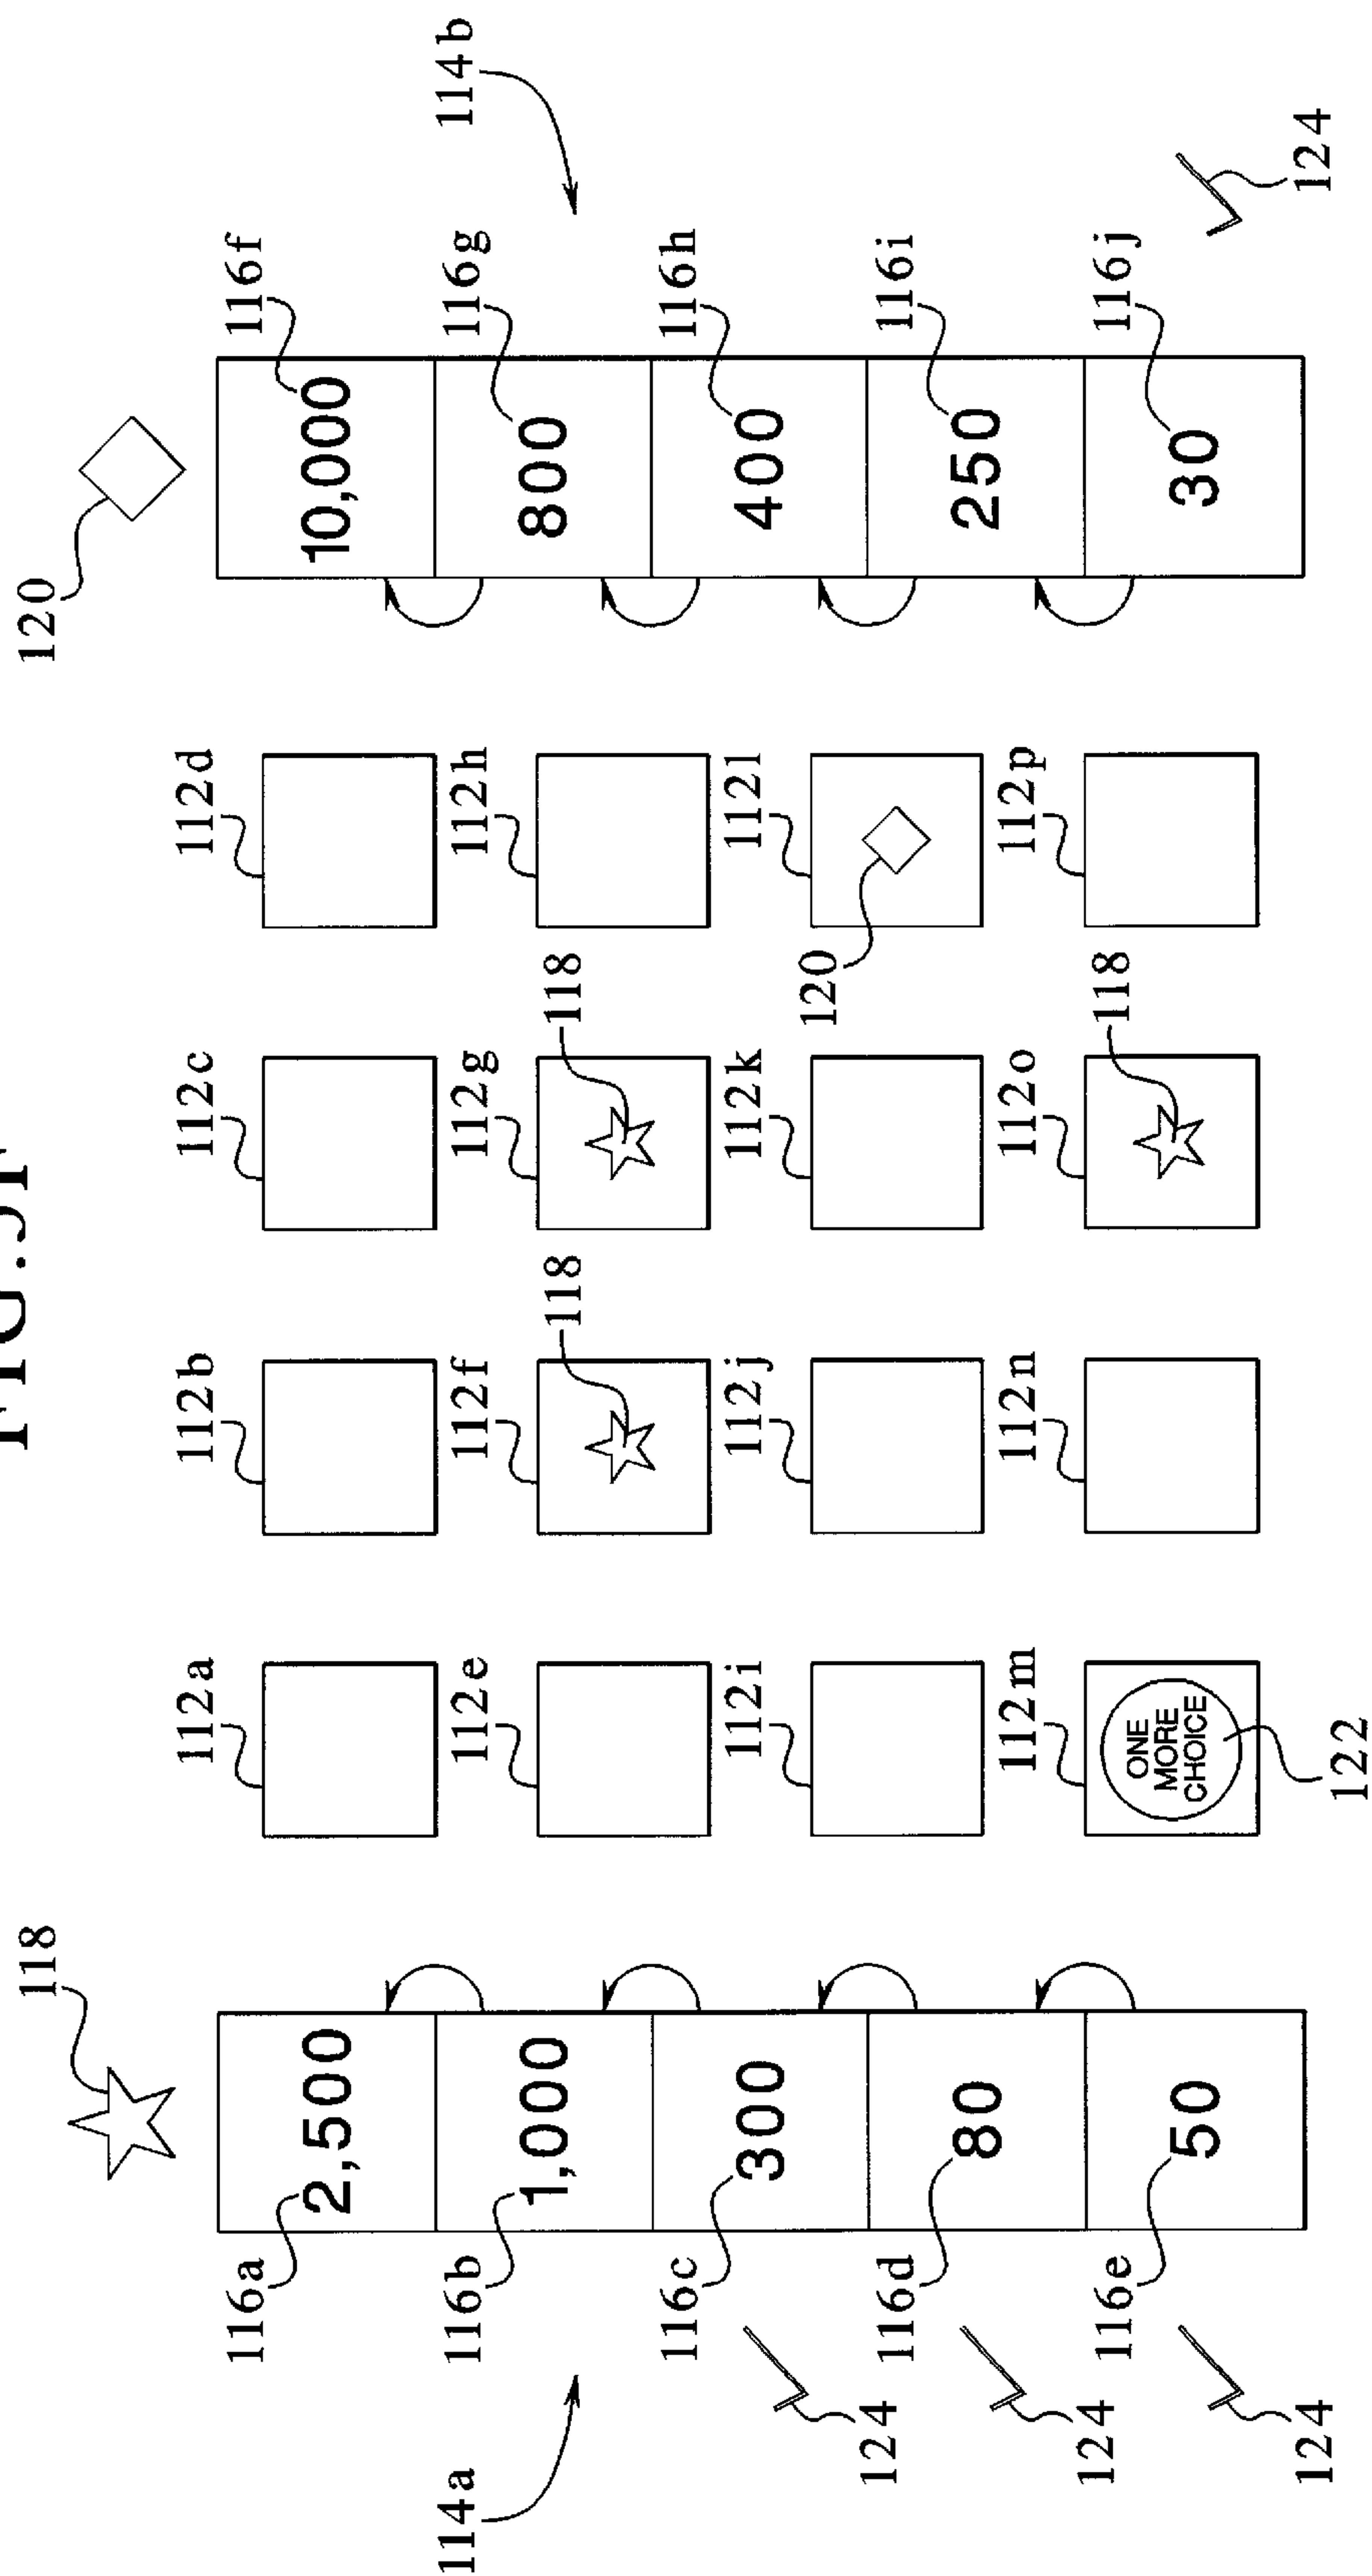 FIG.5F
118
120
114a
114b
116a
2,500
112a
112b
112c
112d
10,000
116f
116b
1,000
112e
112f
118
112g
118
112h
800
116g
116c
300
124
112i
112j
112k
120
112l
400
116h
116d
80
124
250
116i
116e
50
124
112m
ONE
MORE
CHOICE
122
112n
112o
118
112p
30
116j
124